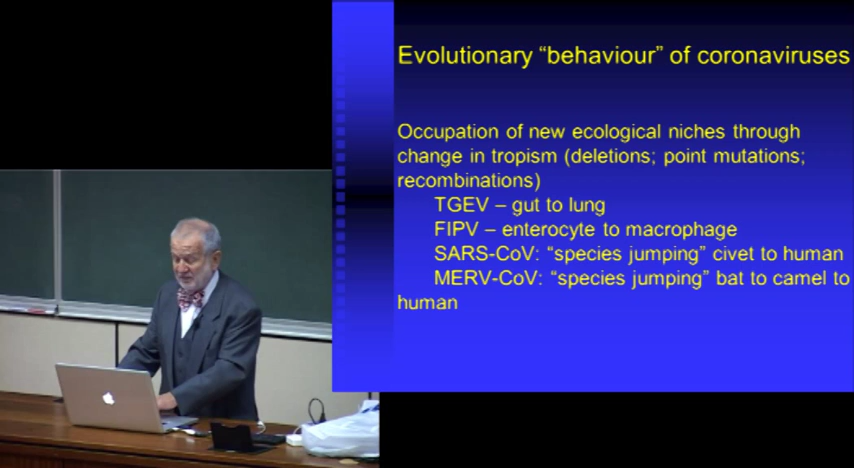 Evolutionary “behaviour” of coronaviruses
Occupation of new ecological niches through
change in tropism (deletions; point mutations;
recombinations)
TGEV – gut to lung
FIPV – enterocyte to macrophage
SARS-CoV: “species jumping” civet to human
MERV-CoV: “species jumping” bat to camel to
human